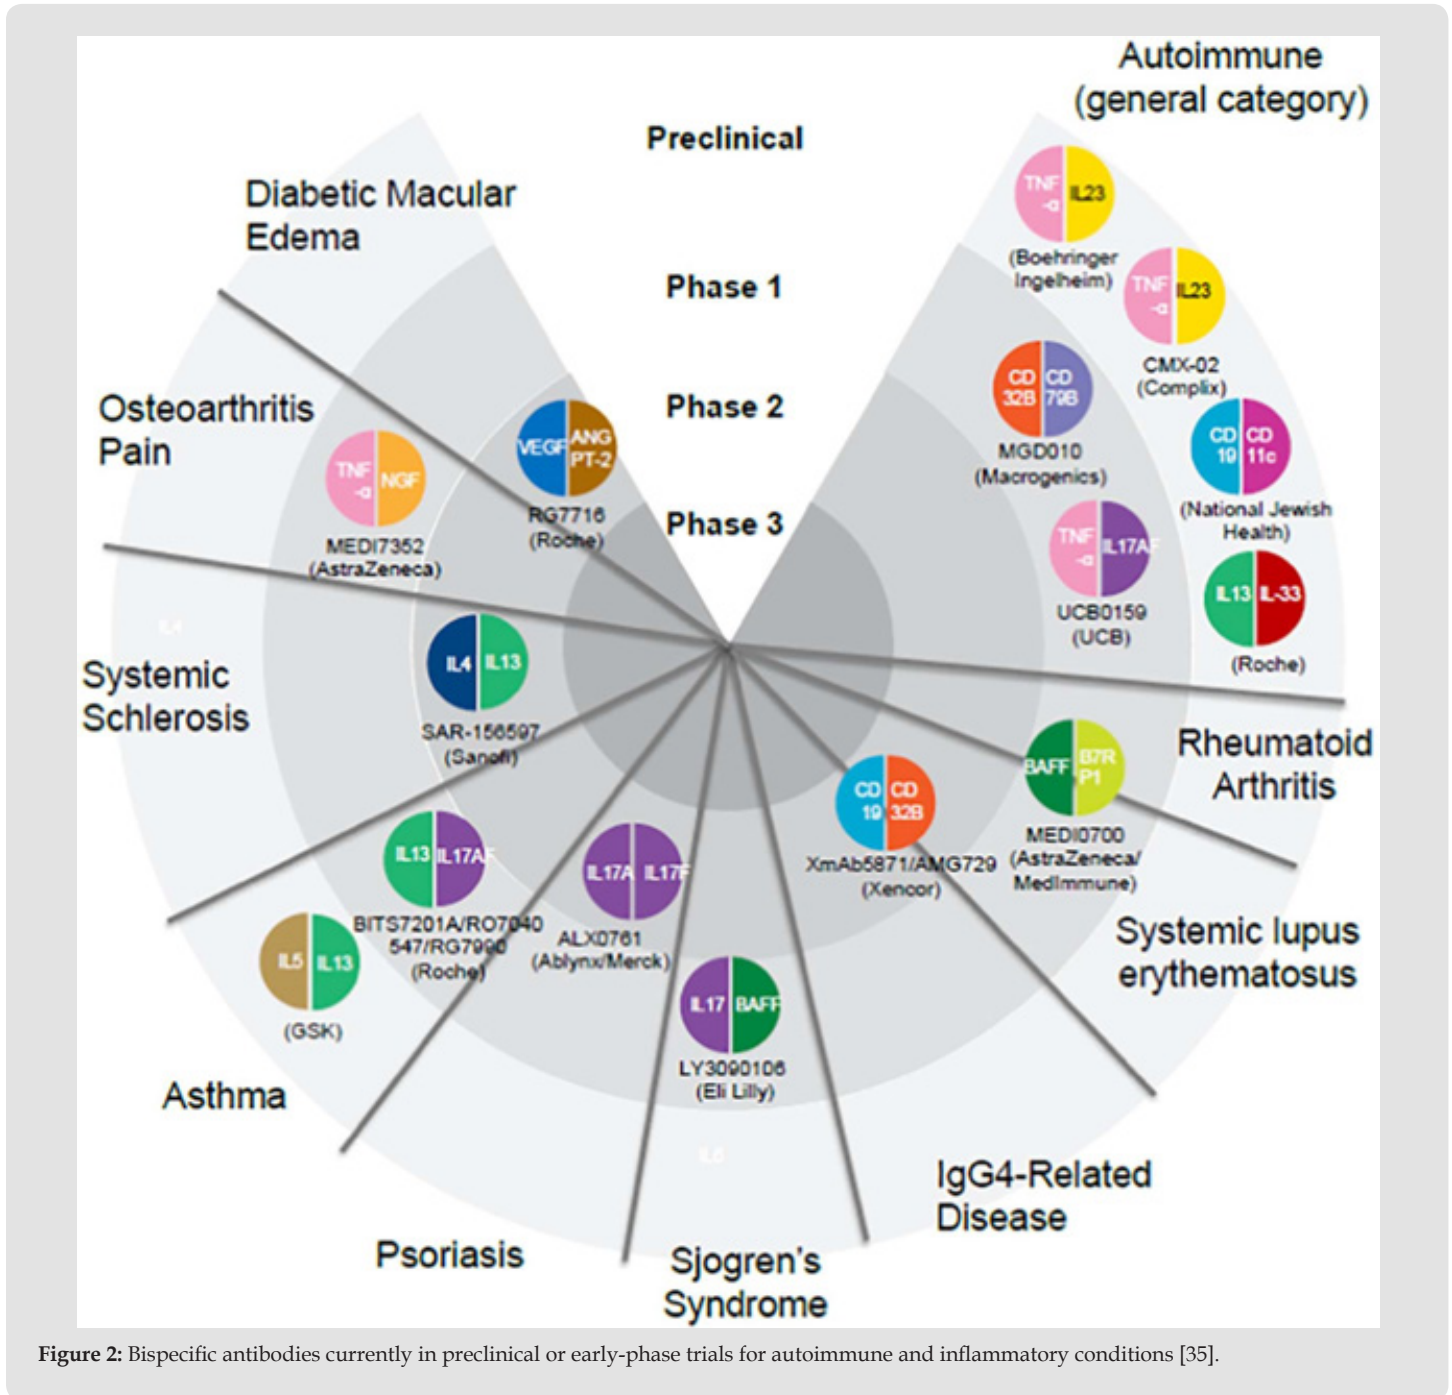 Autoimmune
(general category)
Preclinical
Phase 1
Phase 2
Phase 3
TNF
-α
IL23
(Boehringer
Ingelheim)
TNF
-α
IL23
CMX-02
(Complix)
CD
32B
CD
79B
MGD010
(Macrogenics)
CD
19
CD
11c
(National Jewish
Health)
TNF
-α
IL17AF
UCB0159
(UCB)
IL13
IL-33
(Roche)
Rheumatoid
Arthritis
BAFF
B7R
P1
MEDI0700
(AstraZeneca/
MedImmune)
Systemic lupus
erythematosus
CD
19
CD
32B
XmAb5871/AMG729
(Xencor)
IgG4-Related
Disease
IL17
BAFF
LY3090106
(Eli Lilly)
IL6
Sjogren's
Syndrome
IL17A
IL17F
ALX0761
(Ablynx/Merck)
Psoriasis
IL13
IL17AF
BITS7201A/RO7040
547/RG7990
(Roche)
IL5
IL13
(GSK)
Asthma
IL4
IL13
SAR-156597
(Sanofi)
IL4
Systemic
Schlerosis
TNF
-α
NGF
MEDI7352
(AstraZeneca)
Osteoarthritis
Pain
VEGF
ANG
PT-2
RG7716
(Roche)
Diabetic Macular
Edema
Figure 2: Bispecific antibodies currently in preclinical or early-phase trials for autoimmune and inflammatory conditions [35].